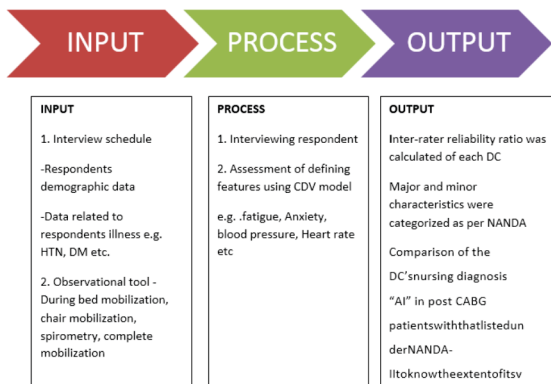 INPUT
PROCESS
OUTPUT
INPUT
1. Interview schedule
-Respondents
demographic data
-Data related to
respondents illness e.g.
HTN, DM etc.
2. Observational tool -
During bed mobilization,
chair mobilization,
spirometry, complete
mobilization
PROCESS
1. Interviewing respondent
2. Assessment of defining
features using CDV model
e.g. .fatigue, Anxiety,
blood pressure, Heart rate
etc
OUTPUT
Inter-rater reliability ratio was
calculated of each DC
Major and minor
characteristics were
categorized as per NANDA
Comparison of the
DC'snursing diagnosis
"AI" in post CABG
patientswiththatlistedun
derNANDA-
IItoknowtheextentofitsv